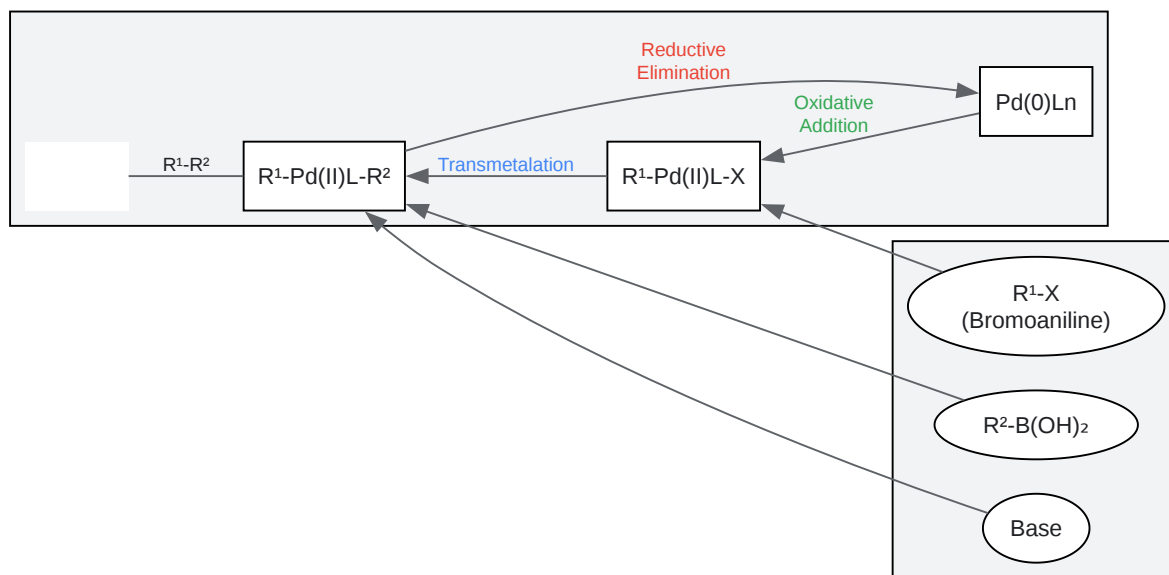 Reductive
Elimination
Pd(0)Ln
Oxidative
Addition
R¹-R²
R¹-Pd(II)L-R²
Transmetalation
R¹-Pd(II)L-X
R¹-X
(Bromoaniline)
R²-B(OH)₂
Base